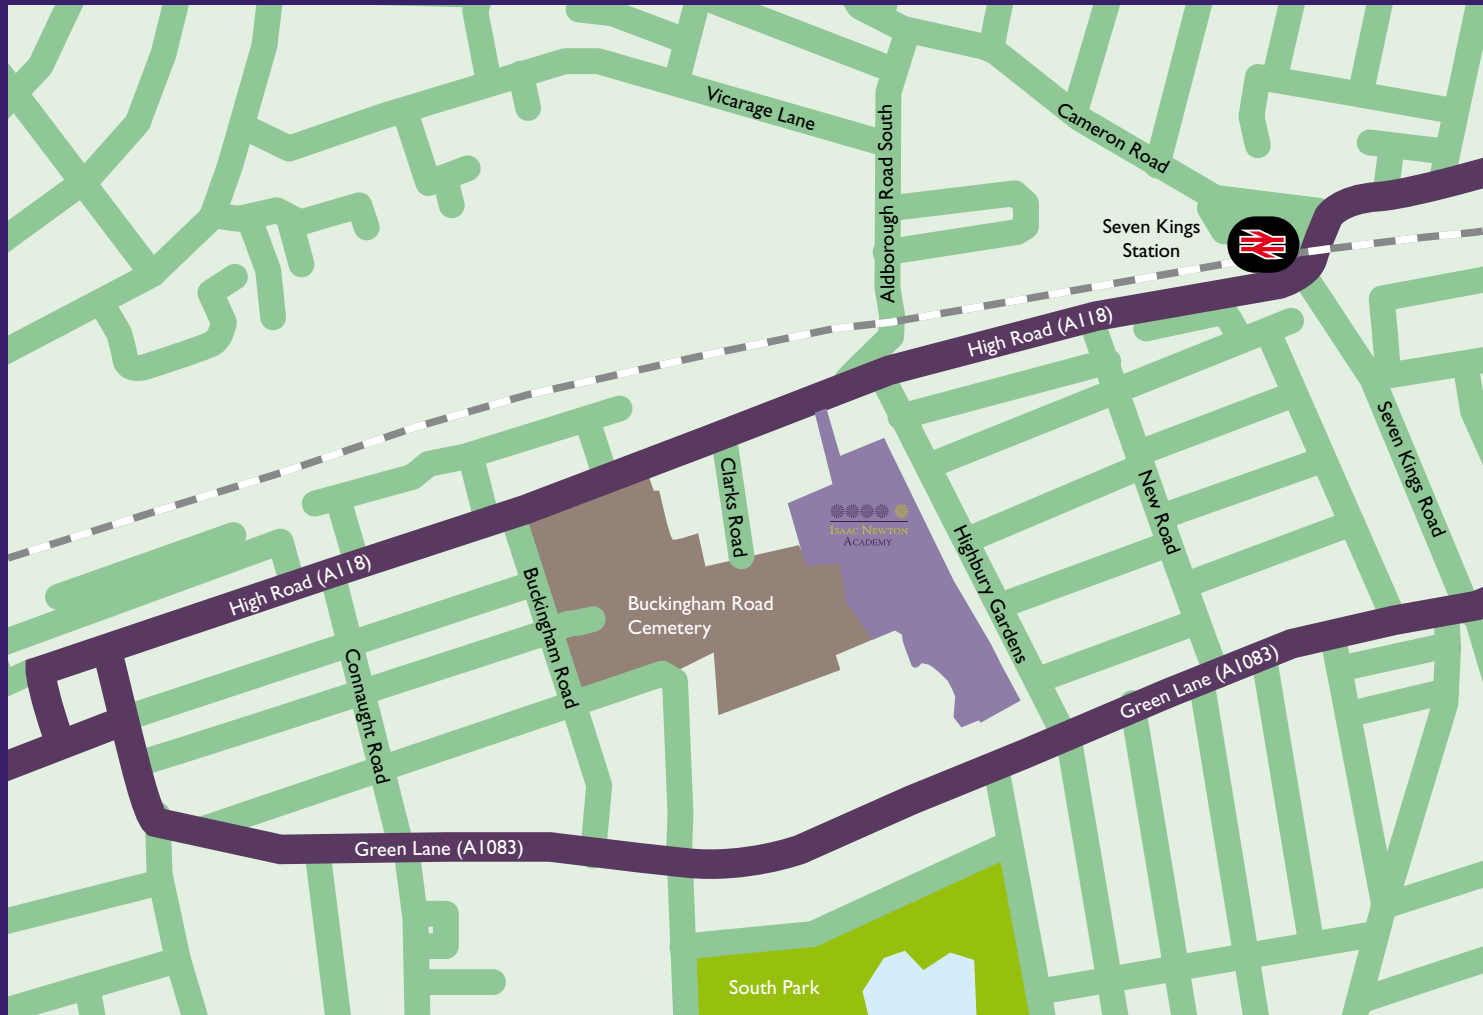 Vicarage Lane
Aldborough Road South
Cameron Road
Seven Kings
Station
High Road (A118)
Seven Kings Road
Clarks Road
New Road
ISAAC NEWTON
ACADEMY
Highbury Gardens
High Road (A118)
Buckingham Road
Buckingham Road
Cemetery
Connaught Road
Green Lane (A1083)
Green Lane (A1083)
South Park